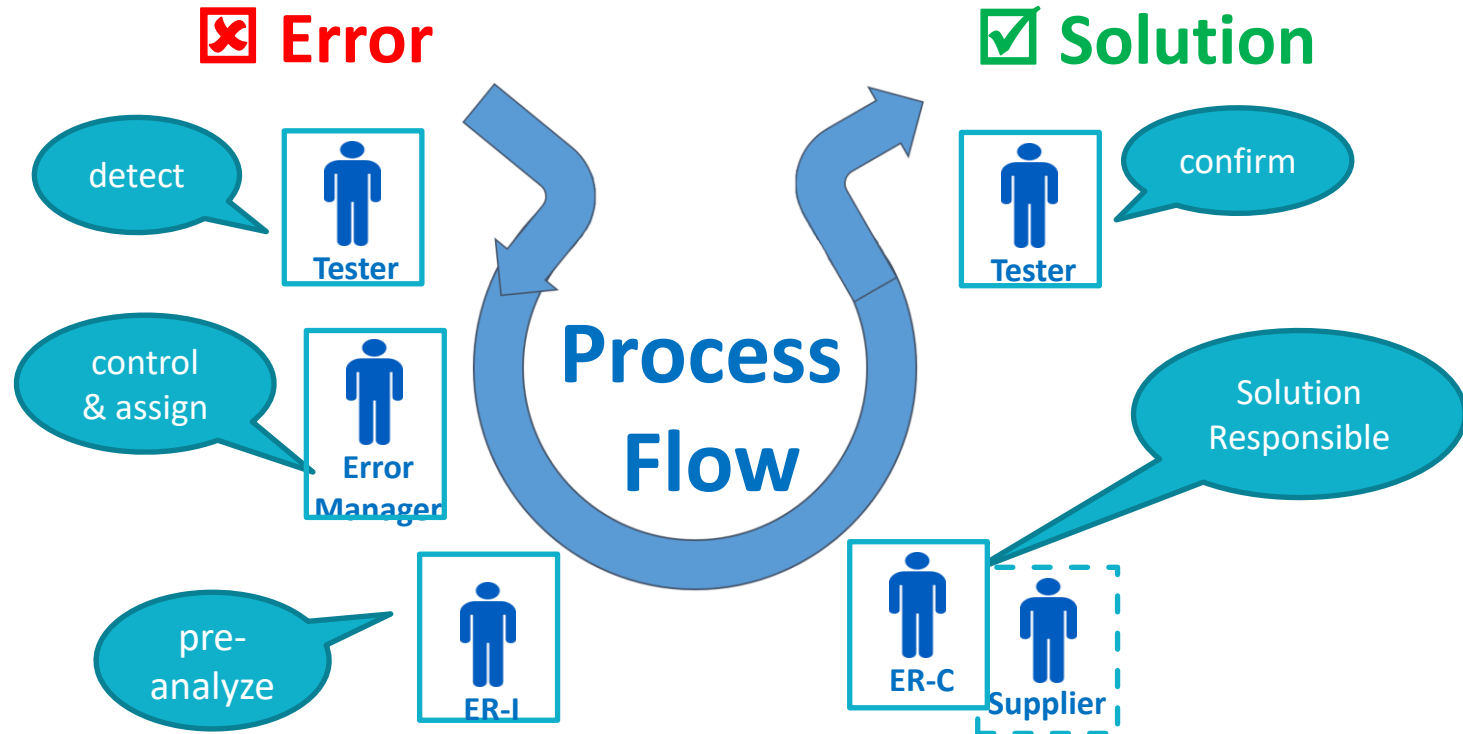 Error
Solution
detect
Tester
confirm
Tester
control
& assign
Error
Manager
Process
Flow
Solution
Responsible
pre-
analyze
ER-I
ER-C
Supplier